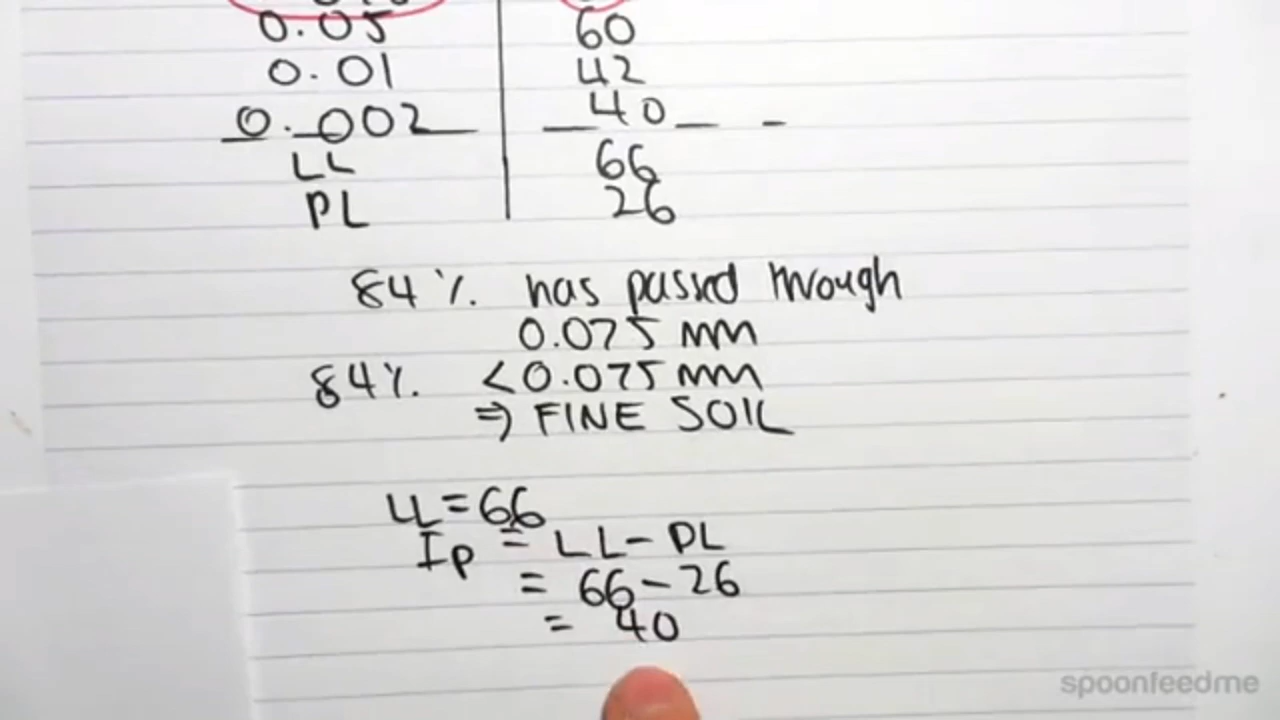 0.05 60
0.01 42
0.002 40
LL 66
PL 26
84% has passed through
0.075 mm
84% <0.075 mm
⇒ FINE SOIL
LL = 66
Ip = LL - PL
= 66 - 26
= 40
spoonfeedme